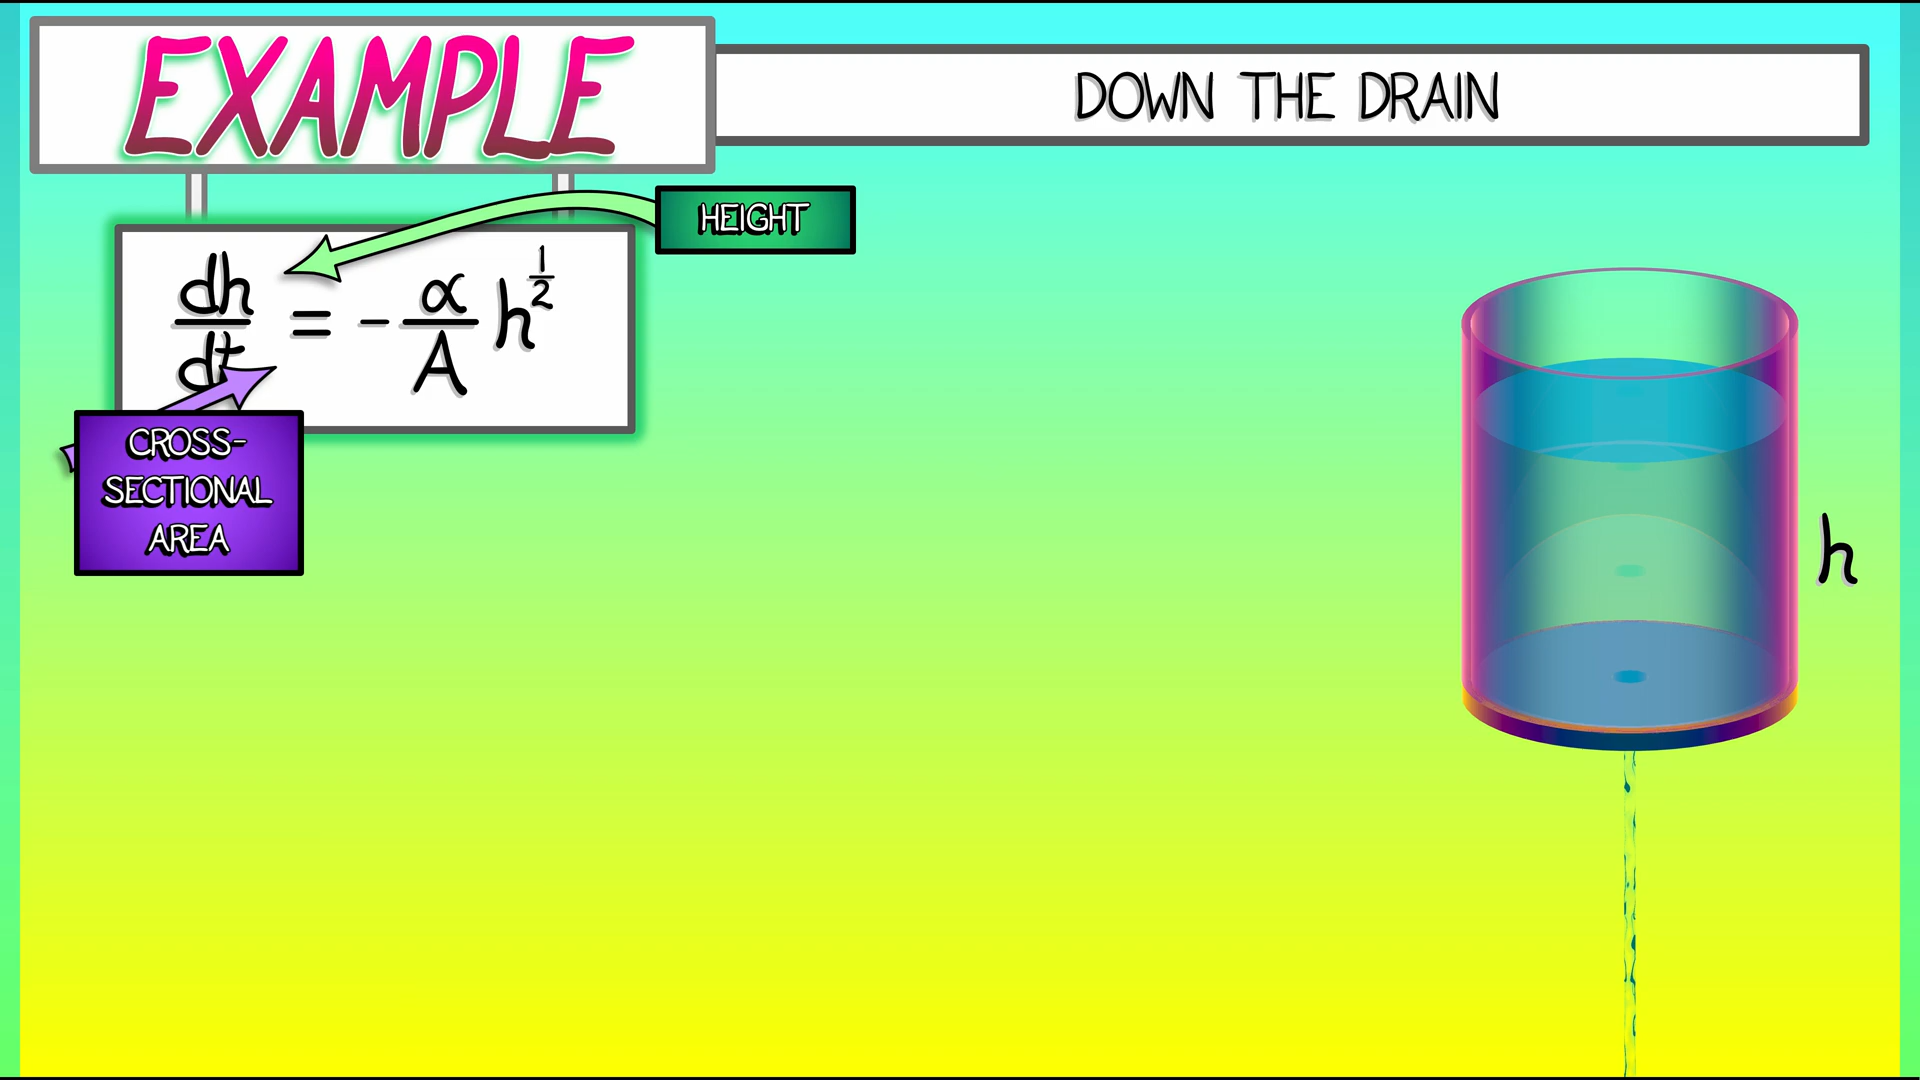 EXAMPLE
DOWN THE DRAIN
HEIGHT
dh/dt = - α/A h^1/2
CROSS-
SECTIONAL
AREA
h